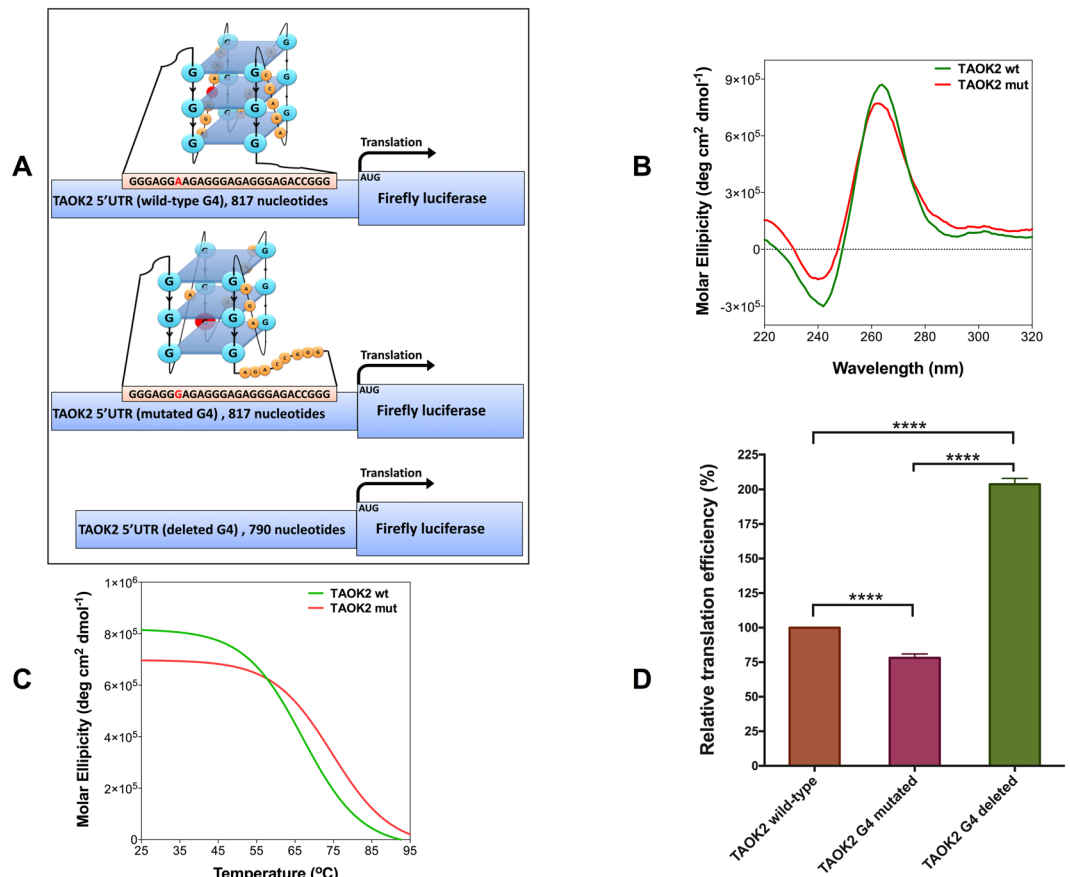 A
G G G G G G
A C C A G A
Translation
GGGAGGAAGAGGGAGAGGGAGACCGGG
AUG
TAOK2 5'UTR (wild-type G4), 817 nucleotides
Firefly luciferase
G G G G G G G G
A A G A
A G A C C G G G
Translation
GGGAGGGAGAGGGAGAGGGAGACCGGG
AUG
TAOK2 5'UTR (mutated G4) , 817 nucleotides
Firefly luciferase
Translation
AUG
TAOK2 5'UTR (deleted G4) , 790 nucleotides
Firefly luciferase
B
TAOK2 wt
TAOK2 mut
Molar Ellipicity (deg cm2 dmol-1)
9×10⁵
6×10⁵
3×10⁵
0
-3×10⁵
220 240 260 280 300 320
Wavelength (nm)
C
TAOK2 wt
TAOK2 mut
Molar Ellipicity (deg cm2 dmol-1)
1×10⁶
8×10⁵
6×10⁵
4×10⁵
2×10⁵
0
25 35 45 55 65 75 85 95
Temperature (ºC)
D
Relative translation efficiency (%)
225
200
175
150
125
100
75
50
25
0
****
****
****
TAOK2 wild-type
TAOK2 G4 mutated
TAOK2 G4 deleted